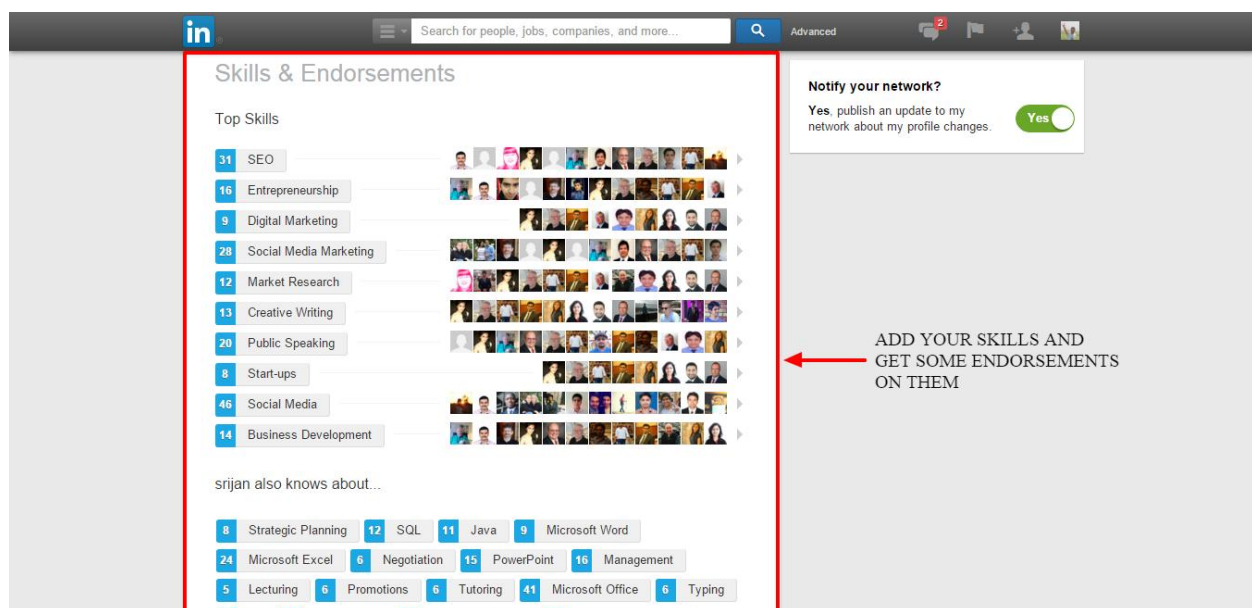 in
Search for people, jobs, companies, and more...
Advanced
2
Skills & Endorsements
Notify your network?
Yes, publish an update to my
network about my profile changes.
Yes
Top Skills
31 SEO
16 Entrepreneurship
9 Digital Marketing
28 Social Media Marketing
12 Market Research
13 Creative Writing
20 Public Speaking
8 Start-ups
46 Social Media
14 Business Development
ADD YOUR SKILLS AND
GET SOME ENDORSEMENTS
ON THEM
srijan also knows about...
8 Strategic Planning 12 SQL 11 Java 9 Microsoft Word
24 Microsoft Excel 6 Negotiation 15 PowerPoint 16 Management
5 Lecturing 6 Promotions 6 Tutoring 41 Microsoft Office 6 Typing